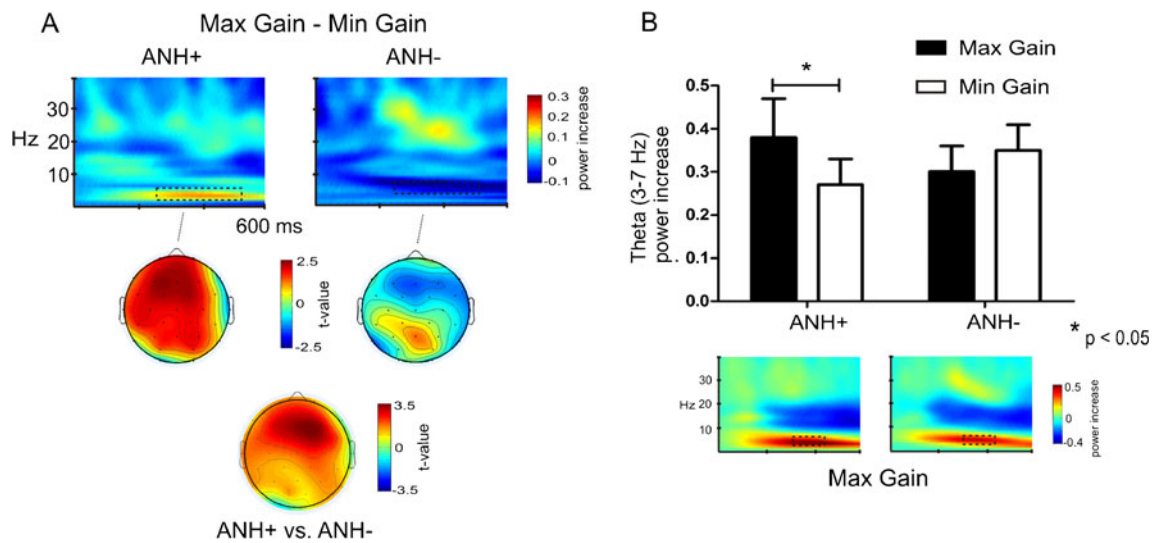 A
Max Gain - Min Gain
ANH+
ANH-
30
Hz
20
10
0.3
0.2
0.1
0
-0.1
power increase
600 ms
2.5
0
-2.5
t-value
3.5
0
-3.5
t-value
ANH+ vs. ANH-
B
Max Gain
Min Gain
*
0.5
0.4
0.3
0.2
0.1
0.0
Theta (3-7 Hz)
power increase
ANH+
ANH-
* p < 0.05
30
Hz 20
10
0.5
0
-0.4
power increase
Max Gain